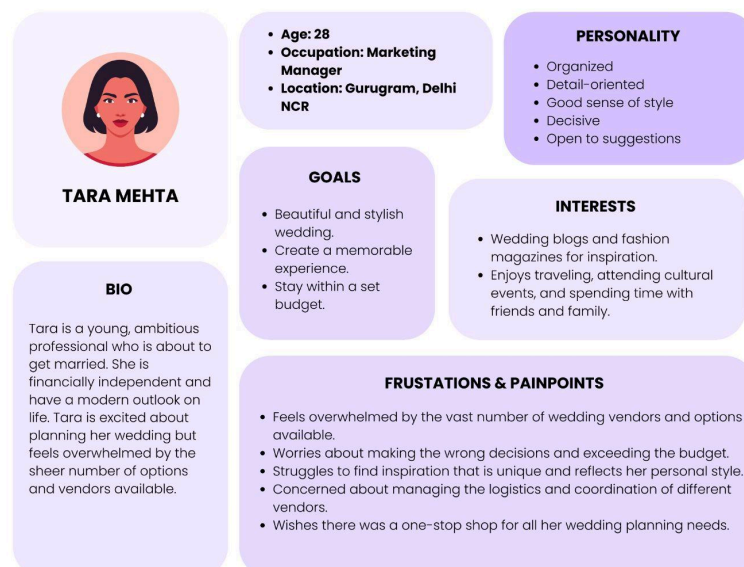 TARA MEHTA
• Age: 28
• Occupation: Marketing
Manager
• Location: Gurugram, Delhi
NCR
PERSONALITY
• Organized
• Detail-oriented
• Good sense of style
• Decisive
• Open to suggestions
GOALS
• Beautiful and stylish
wedding.
• Create a memorable
experience.
• Stay within a set
budget.
INTERESTS
• Wedding blogs and fashion
magazines for inspiration.
• Enjoys traveling, attending cultural
events, and spending time with
friends and family.
BIO
Tara is a young, ambitious
professional who is about to
get married. She is
financially independent and
have a modern outlook on
life. Tara is excited about
planning her wedding but
feels overwhelmed by the
sheer number of options
and vendors available.
FRUSTATIONS & PAINPOINTS
• Feels overwhelmed by the vast number of wedding vendors and options
available.
• Worries about making the wrong decisions and exceeding the budget.
• Struggles to find inspiration that is unique and reflects her personal style.
• Concerned about managing the logistics and coordination of different
vendors.
• Wishes there was a one-stop shop for all her wedding planning needs.